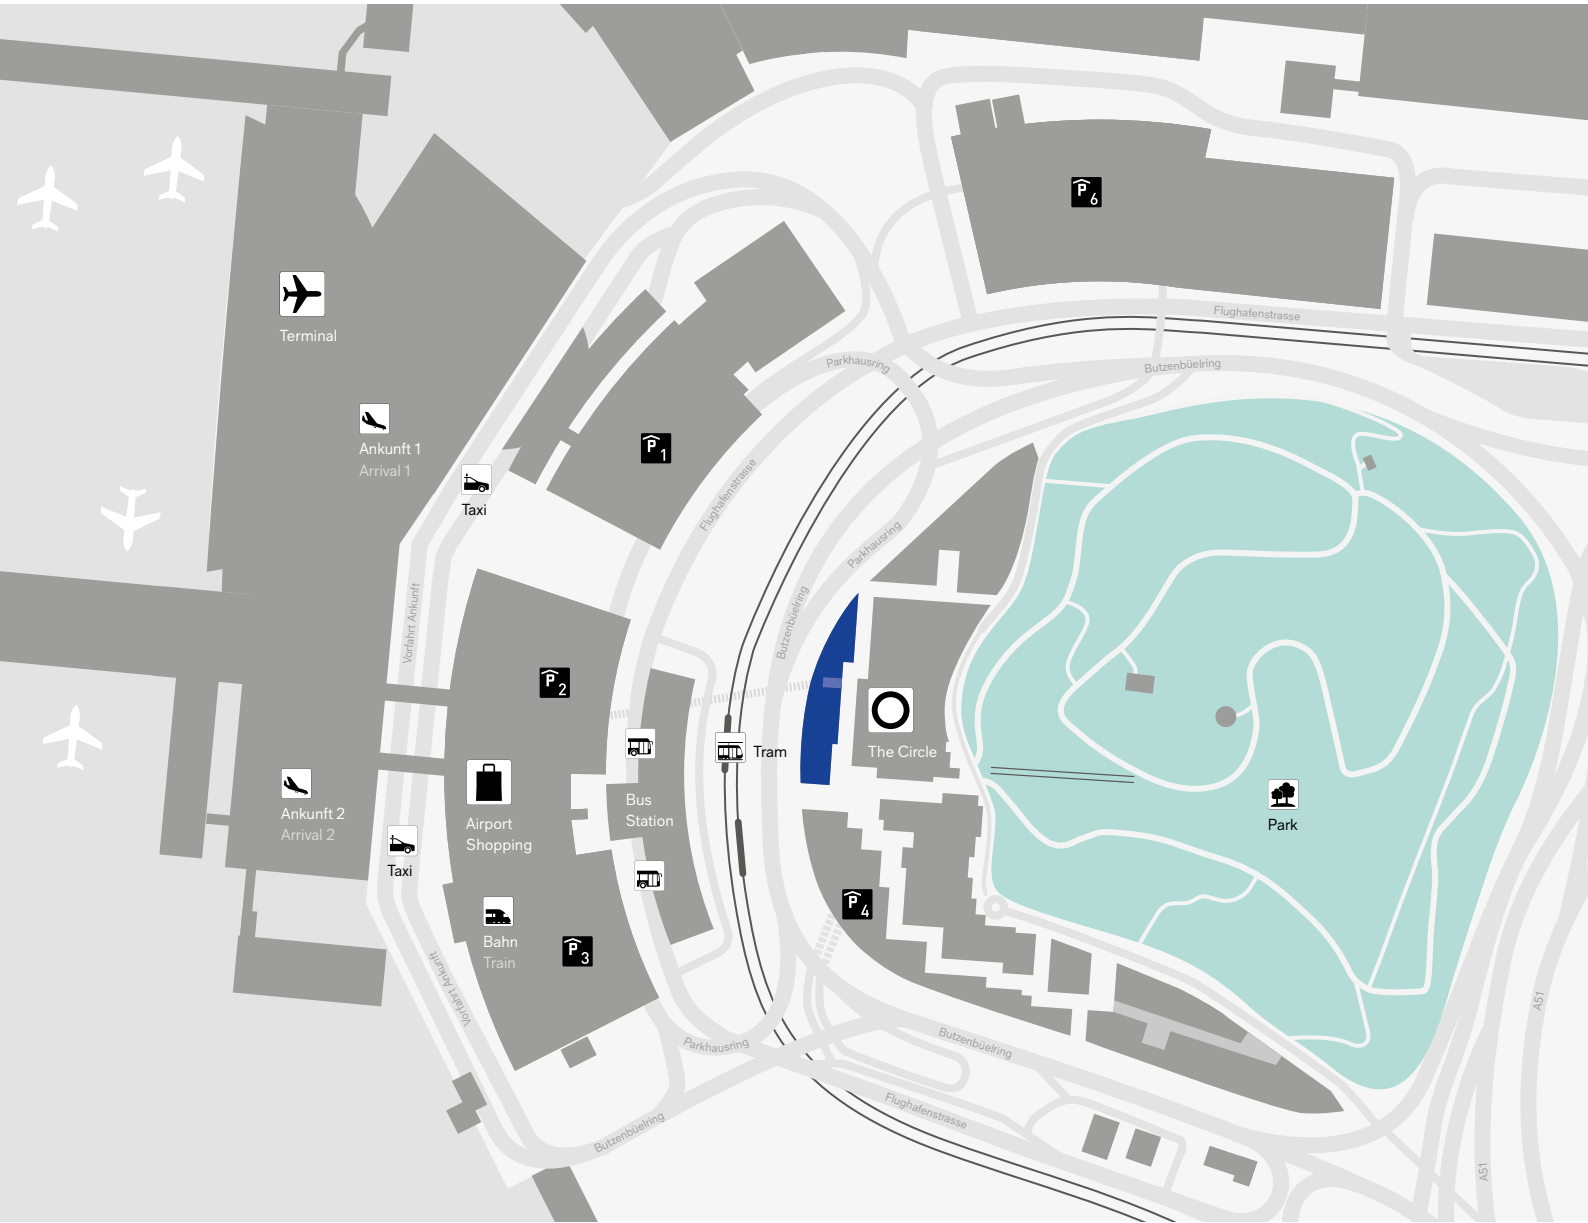 P6
Flughafenstrasse
Terminal
Parkhausring
Butzenbüelring
Ankunft 1
Arrival 1
P1
Taxi
Flughafenstrasse
Parkhausring
Vorfahrt Ankunft
Butzenbüelring
P2
The Circle
Tram
Airport
Shopping
Bus
Station
Ankunft 2
Arrival 2
Park
Taxi
P4
Bahn
Train
P3
Vorfahrt Ankunft
A51
Parkhausring
Butzenbüelring
Flughafenstrasse
Butzenbüelring
A51